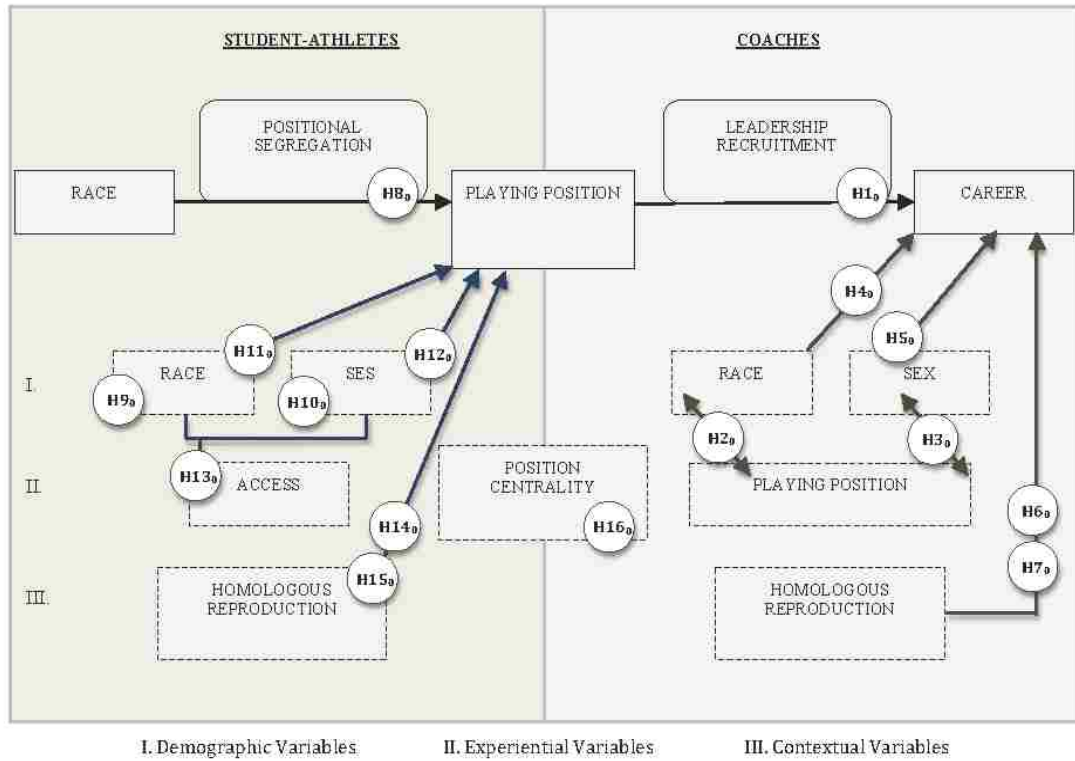 STUDENT-ATHLETES
COACHES
POSITIONAL
SEGREGATION
LEADERSHIP
RECRUITMENT
RACE
H8₀
PLAYING POSITION
H1₀
CAREER
H4₀
H11₀
H12₀
H5₀
I.
RACE
SES
RACE
SEX
H9₀
H10₀
H2₀
H3₀
H13₀
II.
ACCESS
POSITION
CENTRALITY
PLAYING POSITION
H14₀
H16₀
H6₀
H15₀
H7₀
III.
HOMOLOGOUS
REPRODUCTION
HOMOLOGOUS
REPRODUCTION
I. Demographic Variables
II. Experiential Variables
III. Contextual Variables